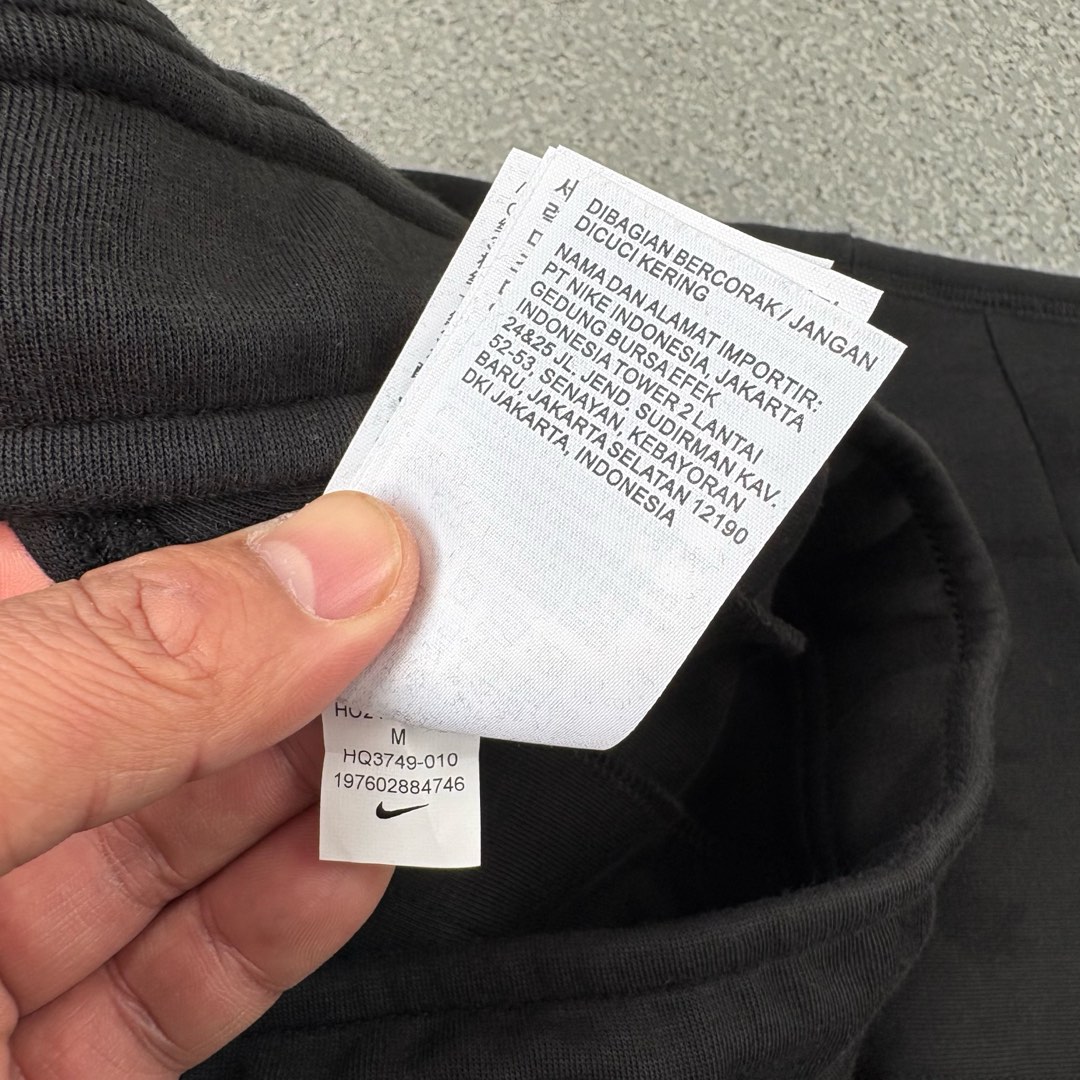 서
DIBAGIAN BERCORAK / JANGAN
DICUCI KERING
NAMA DAN ALAMAT IMPORTIR:
PT NIKE INDONESIA, JAKARTA
GEDUNG BURSA EFEK
INDONESIA TOWER 2 LANTAI
24&25 JL. JEND. SUDIRMAN KAV.
52-53, SENAYAN, KEBAYORAN
BARU, JAKARTA SELATAN 12190
DKI JAKARTA, INDONESIA
M
HQ3749-010
197602884746